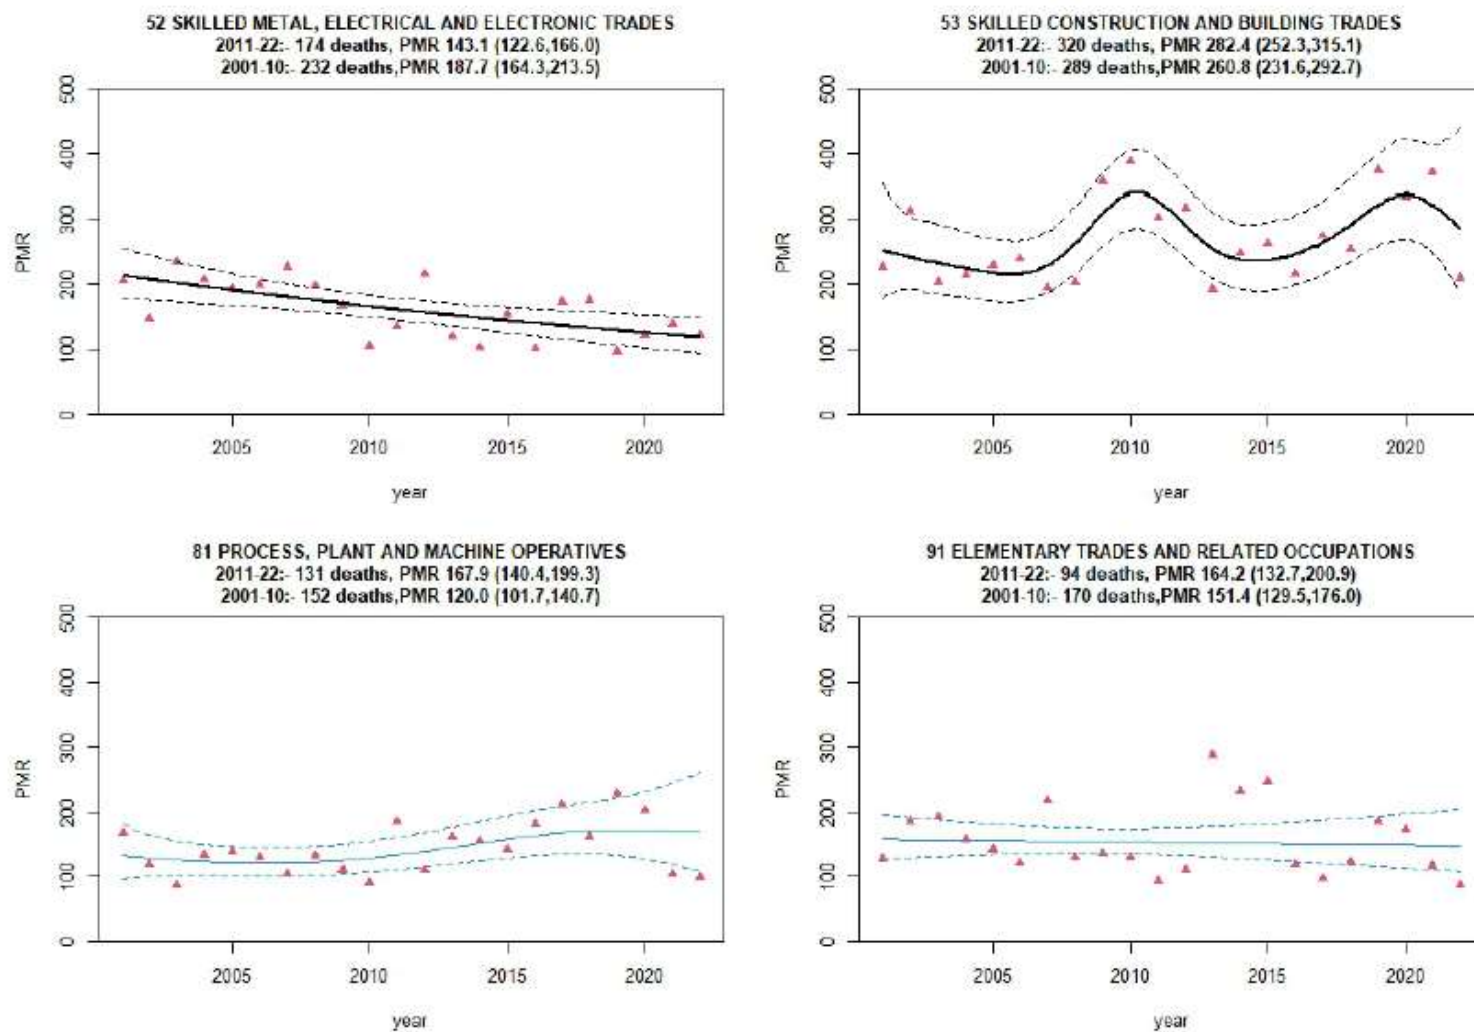 52 SKILLED METAL, ELECTRICAL AND ELECTRONIC TRADES
2011-22:- 174 deaths, PMR 143.1 (122.6,166.0)
2001-10:- 232 deaths,PMR 187.7 (164.3,213.5)
500
400
300
200
100
0
PMR
2005
2010
2015
2020
year
53 SKILLED CONSTRUCTION AND BUILDING TRADES
2011-22:- 320 deaths, PMR 282.4 (252.3,315.1)
2001-10:- 289 deaths,PMR 260.8 (231.6,292.7)
500
400
300
200
100
0
PMR
2005
2010
2015
2020
year
81 PROCESS, PLANT AND MACHINE OPERATIVES
2011-22:- 131 deaths, PMR 167.9 (140.4,199.3)
2001-10:- 152 deaths,PMR 120.0 (101.7,140.7)
500
400
300
200
100
0
PMR
2005
2010
2015
2020
year
91 ELEMENTARY TRADES AND RELATED OCCUPATIONS
2011-22:- 94 deaths, PMR 164.2 (132.7,200.9)
2001-10:- 170 deaths,PMR 151.4 (129.5,176.0)
500
400
300
200
100
0
PMR
2005
2010
2015
2020
year